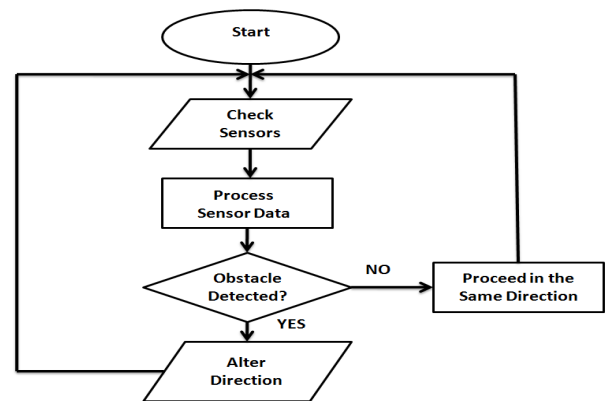 Start
Check
Sensors
Process
Sensor Data
Obstacle
Detected?
NO
Proceed in the
Same Direction
YES
Alter
Direction